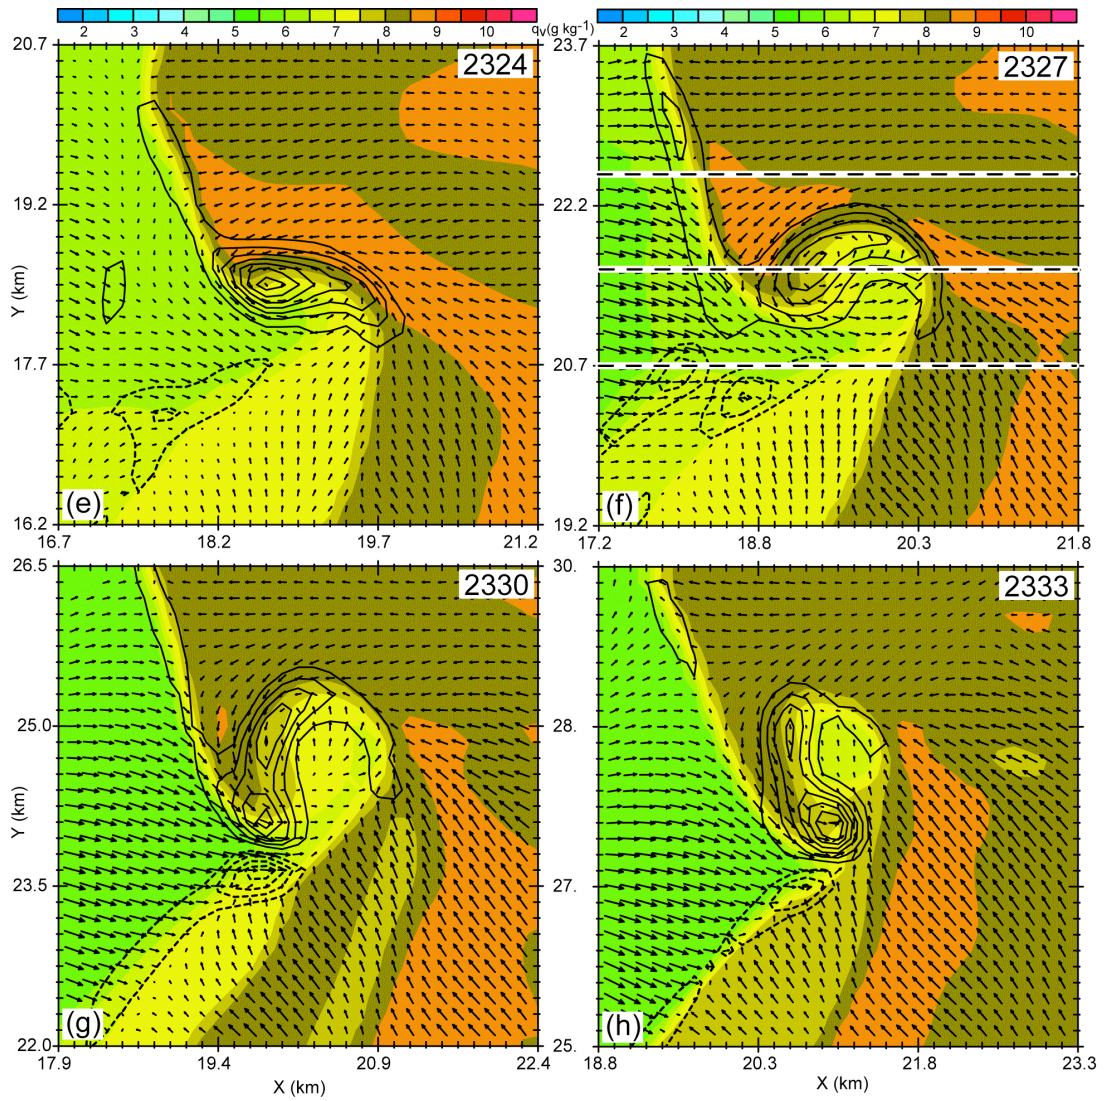 2 3 4 5 6 7 8 9 10 qv(g kg-1) 2 3 4 5 6 7 8 9 10
20.7 2324 23.7 2327
19.2 22.2
Y (km)
17.7 20.7
16.2 (e) 19.2 (f)
16.7 18.2 19.7 21.2 17.2 18.8 20.3 21.8
26.5 2330 30. 2333
25.0 28.
Y (km)
23.5 27.
22.0 (g) 25. (h)
17.9 19.4 20.9 22.4 18.8 20.3 21.8 23.3
X (km) X (km)